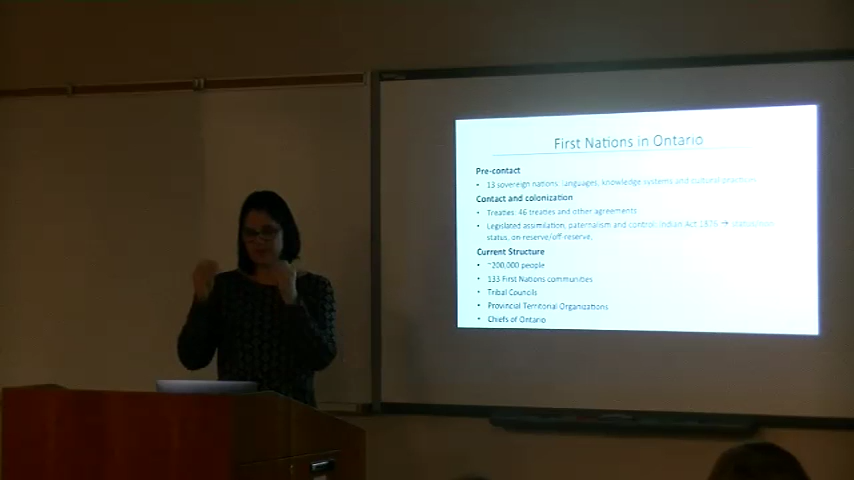 First Nations in Ontario
Pre-contact
• 13 sovereign nations: languages, knowledge systems and cultural practices
Contact and colonization
• Treaties: 46 treaties and other agreements
• Legislated assimilation, paternalism and control: Indian Act 1876 → status/non
status, on-reserve/off-reserve.
Current Structure
• ~200,000 people
• 133 First Nations communities
• Tribal Councils
• Provincial Territorial Organizations
• Chiefs of Ontario